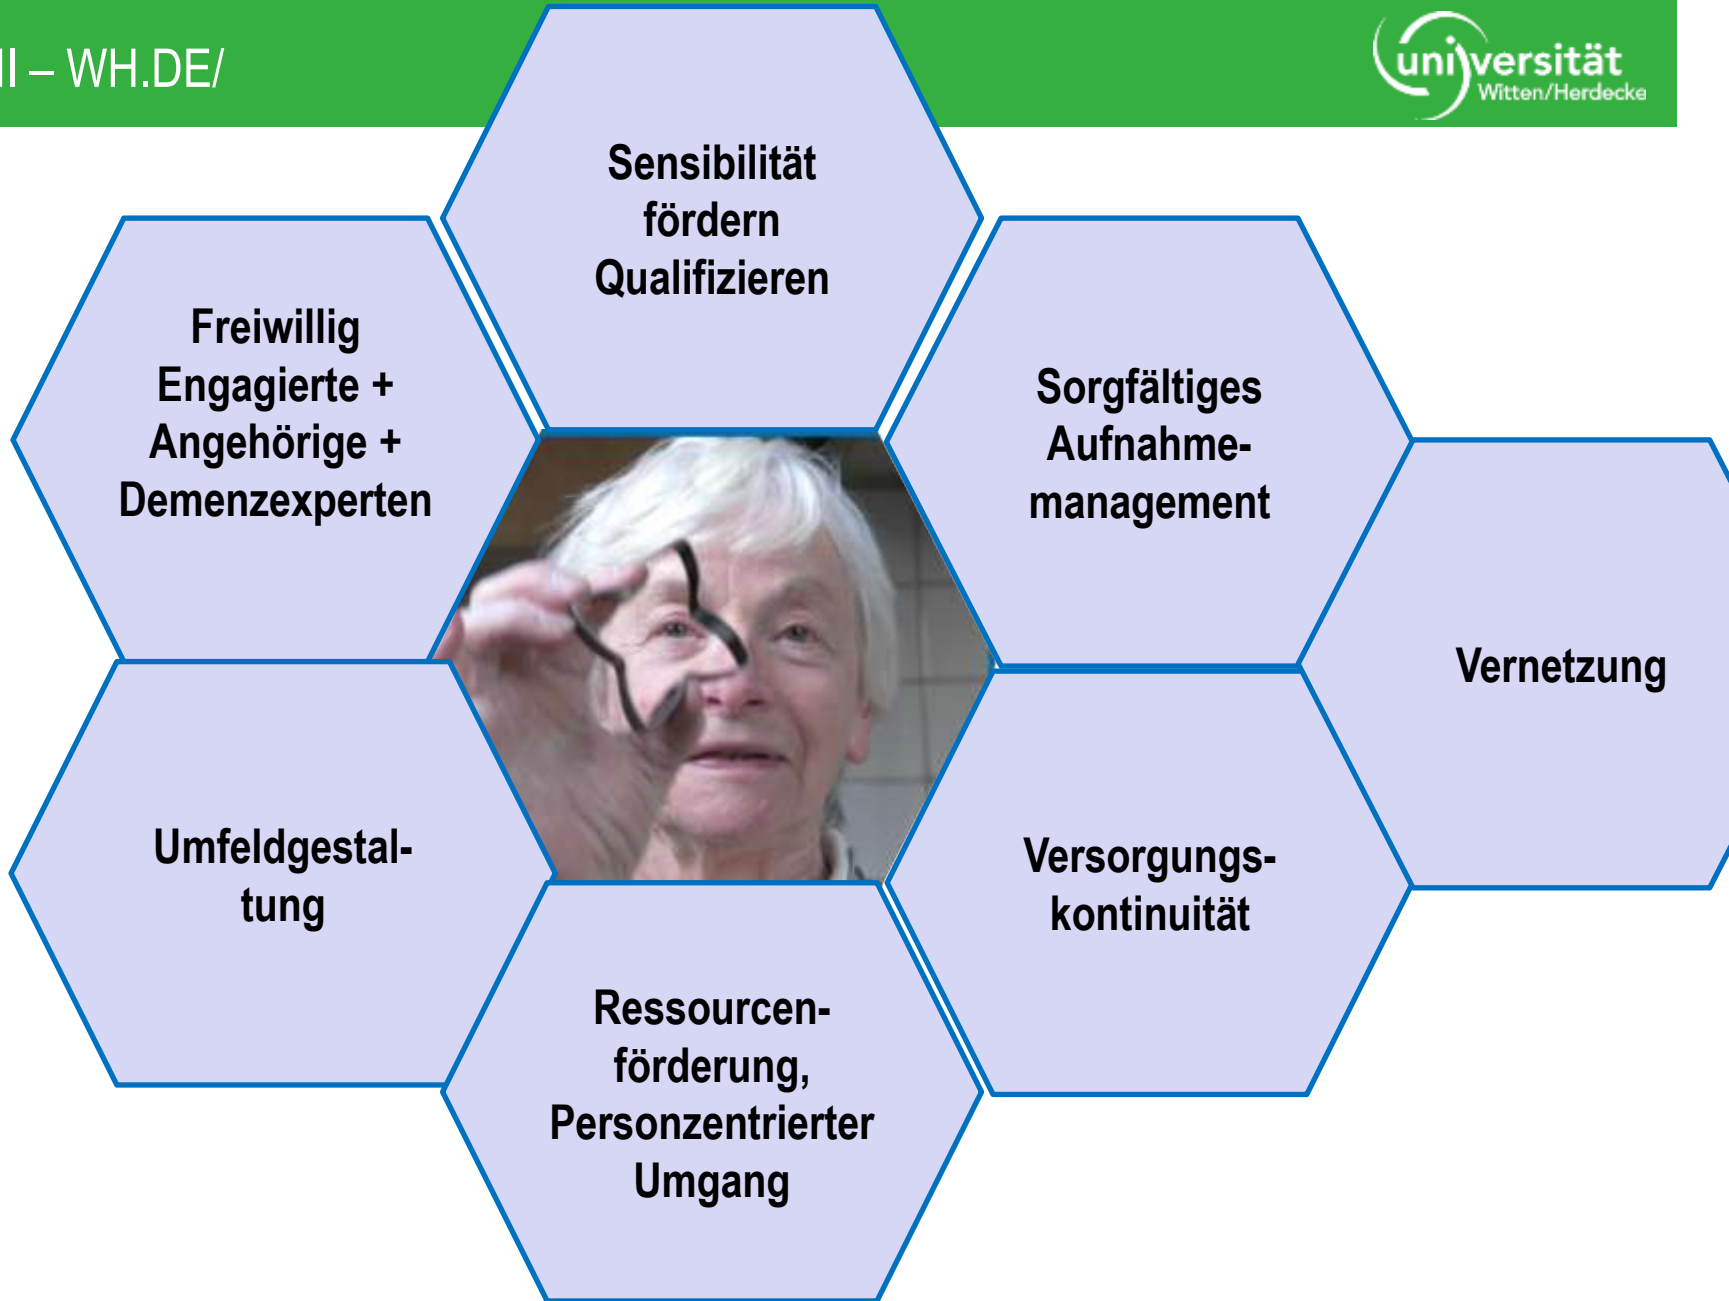 II – WH.DE/
universität
Witten/Herdecke
Sensibilität
fördern
Qualifizieren
Freiwillig
Engagierte +
Angehörige +
Demenzexperten
Sorgfältiges
Aufnahme-
management
Vernetzung
Umfeldgestal-
tung
Versorgungs-
kontinuität
Ressourcen-
förderung,
Personzentrierter
Umgang